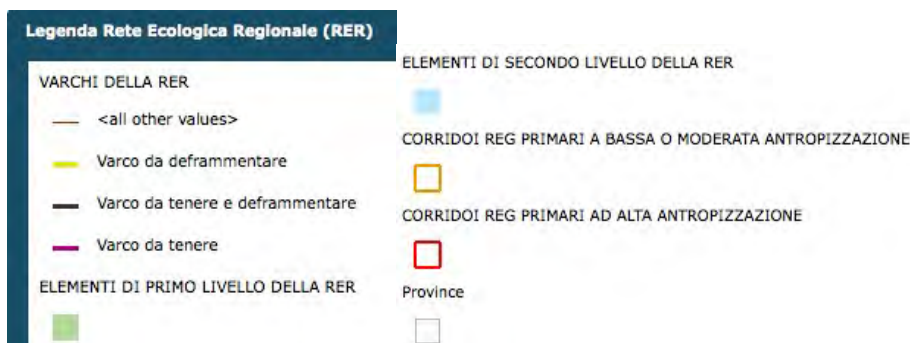 Legenda Rete Ecologica Regionale (RER)
VARCHI DELLA RER
<all other values>
Varco da deframmentare
Varco da tenere e deframmentare
Varco da tenere
ELEMENTI DI PRIMO LIVELLO DELLA RER
ELEMENTI DI SECONDO LIVELLO DELLA RER
CORRIDOI REG PRIMARI A BASSA O MODERATA ANTROPIZZAZIONE
CORRIDOI REG PRIMARI AD ALTA ANTROPIZZAZIONE
Province